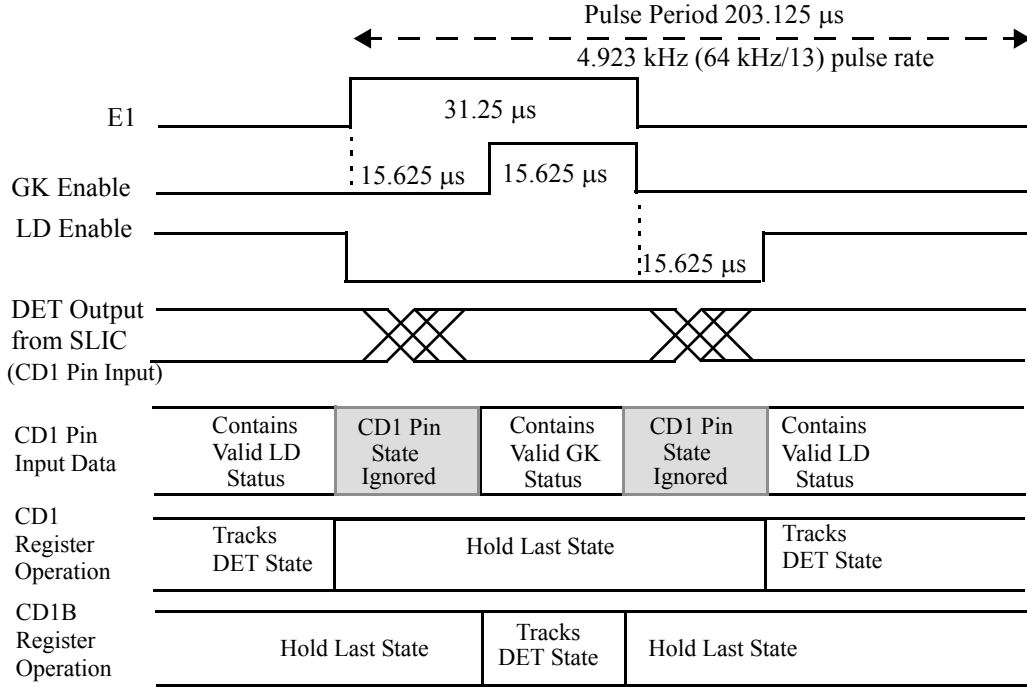 Pulse Period 203.125 μs
4.923 kHz (64 kHz/13) pulse rate
E1
31.25 μs
GK Enable
15.625 μs
15.625 μs
LD Enable
15.625 μs
DET Output
from SLIC
(CD1 Pin Input)
CD1 Pin
Input Data
Contains
Valid LD
Status
CD1 Pin
State
Ignored
Contains
Valid GK
Status
CD1 Pin
State
Ignored
Contains
Valid LD
Status
CD1
Register
Operation
Tracks
DET State
Hold Last State
Tracks
DET State
CD1B
Register
Operation
Hold Last State
Tracks
DET State
Hold Last State